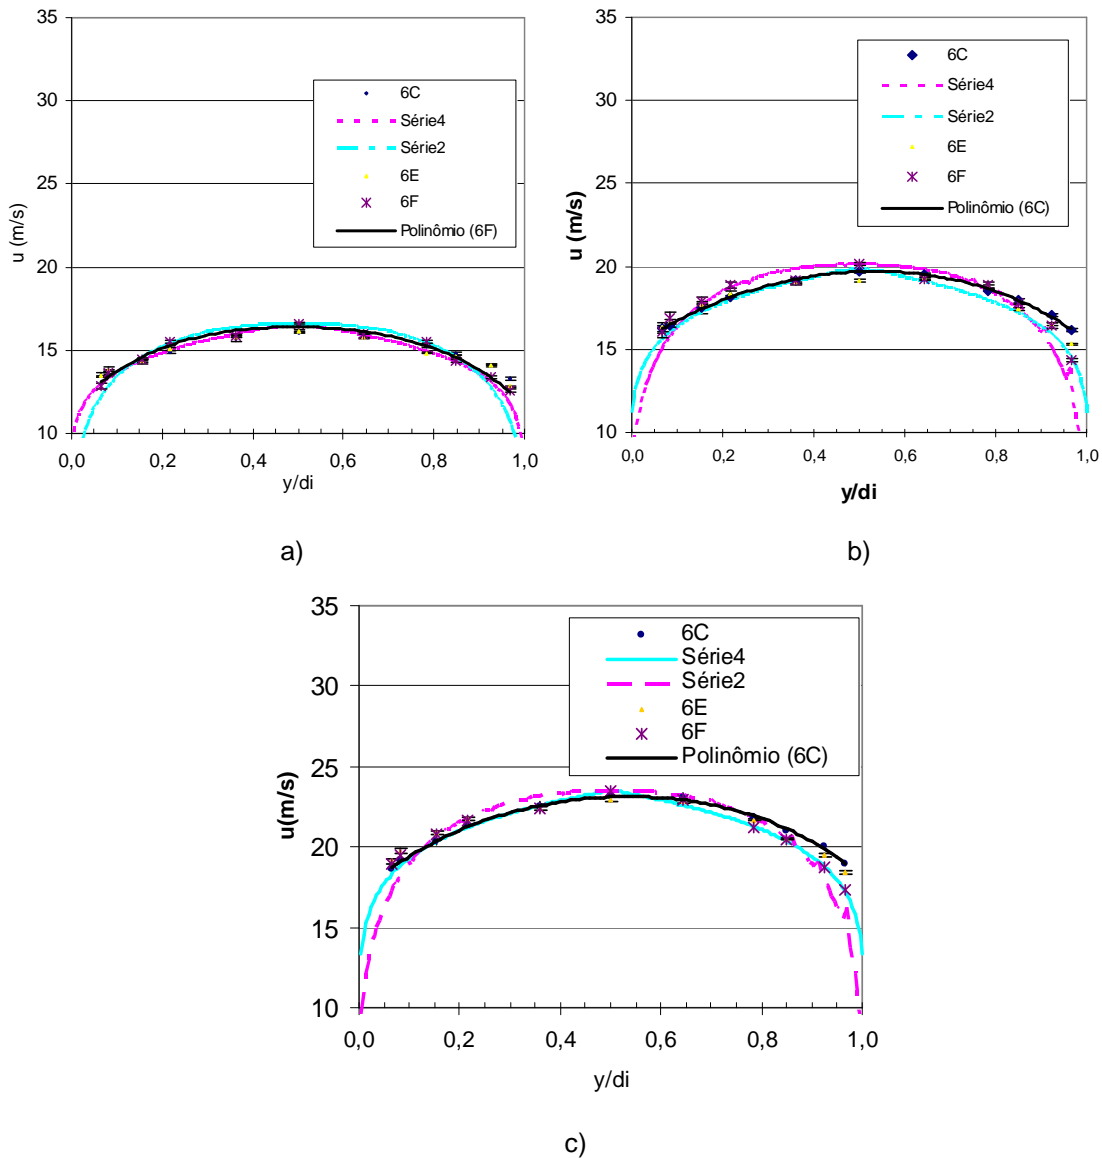 35
30
25
20
15
10
u (m/s)
6C
Série4
Série2
6E
6F
Polinômio (6F)
0,0
0,2
0,4
0,6
0,8
1,0
y/di
a)
35
30
25
20
15
10
u (m/s)
6C
Série4
Série2
6E
6F
Polinômio (6C)
0,0
0,2
0,4
0,6
0,8
1,0
y/di
b)
35
30
25
20
15
10
u(m/s)
6C
Série4
Série2
6E
6F
Polinômio (6C)
0,0
0,2
0,4
0,6
0,8
1,0
y/di
c)